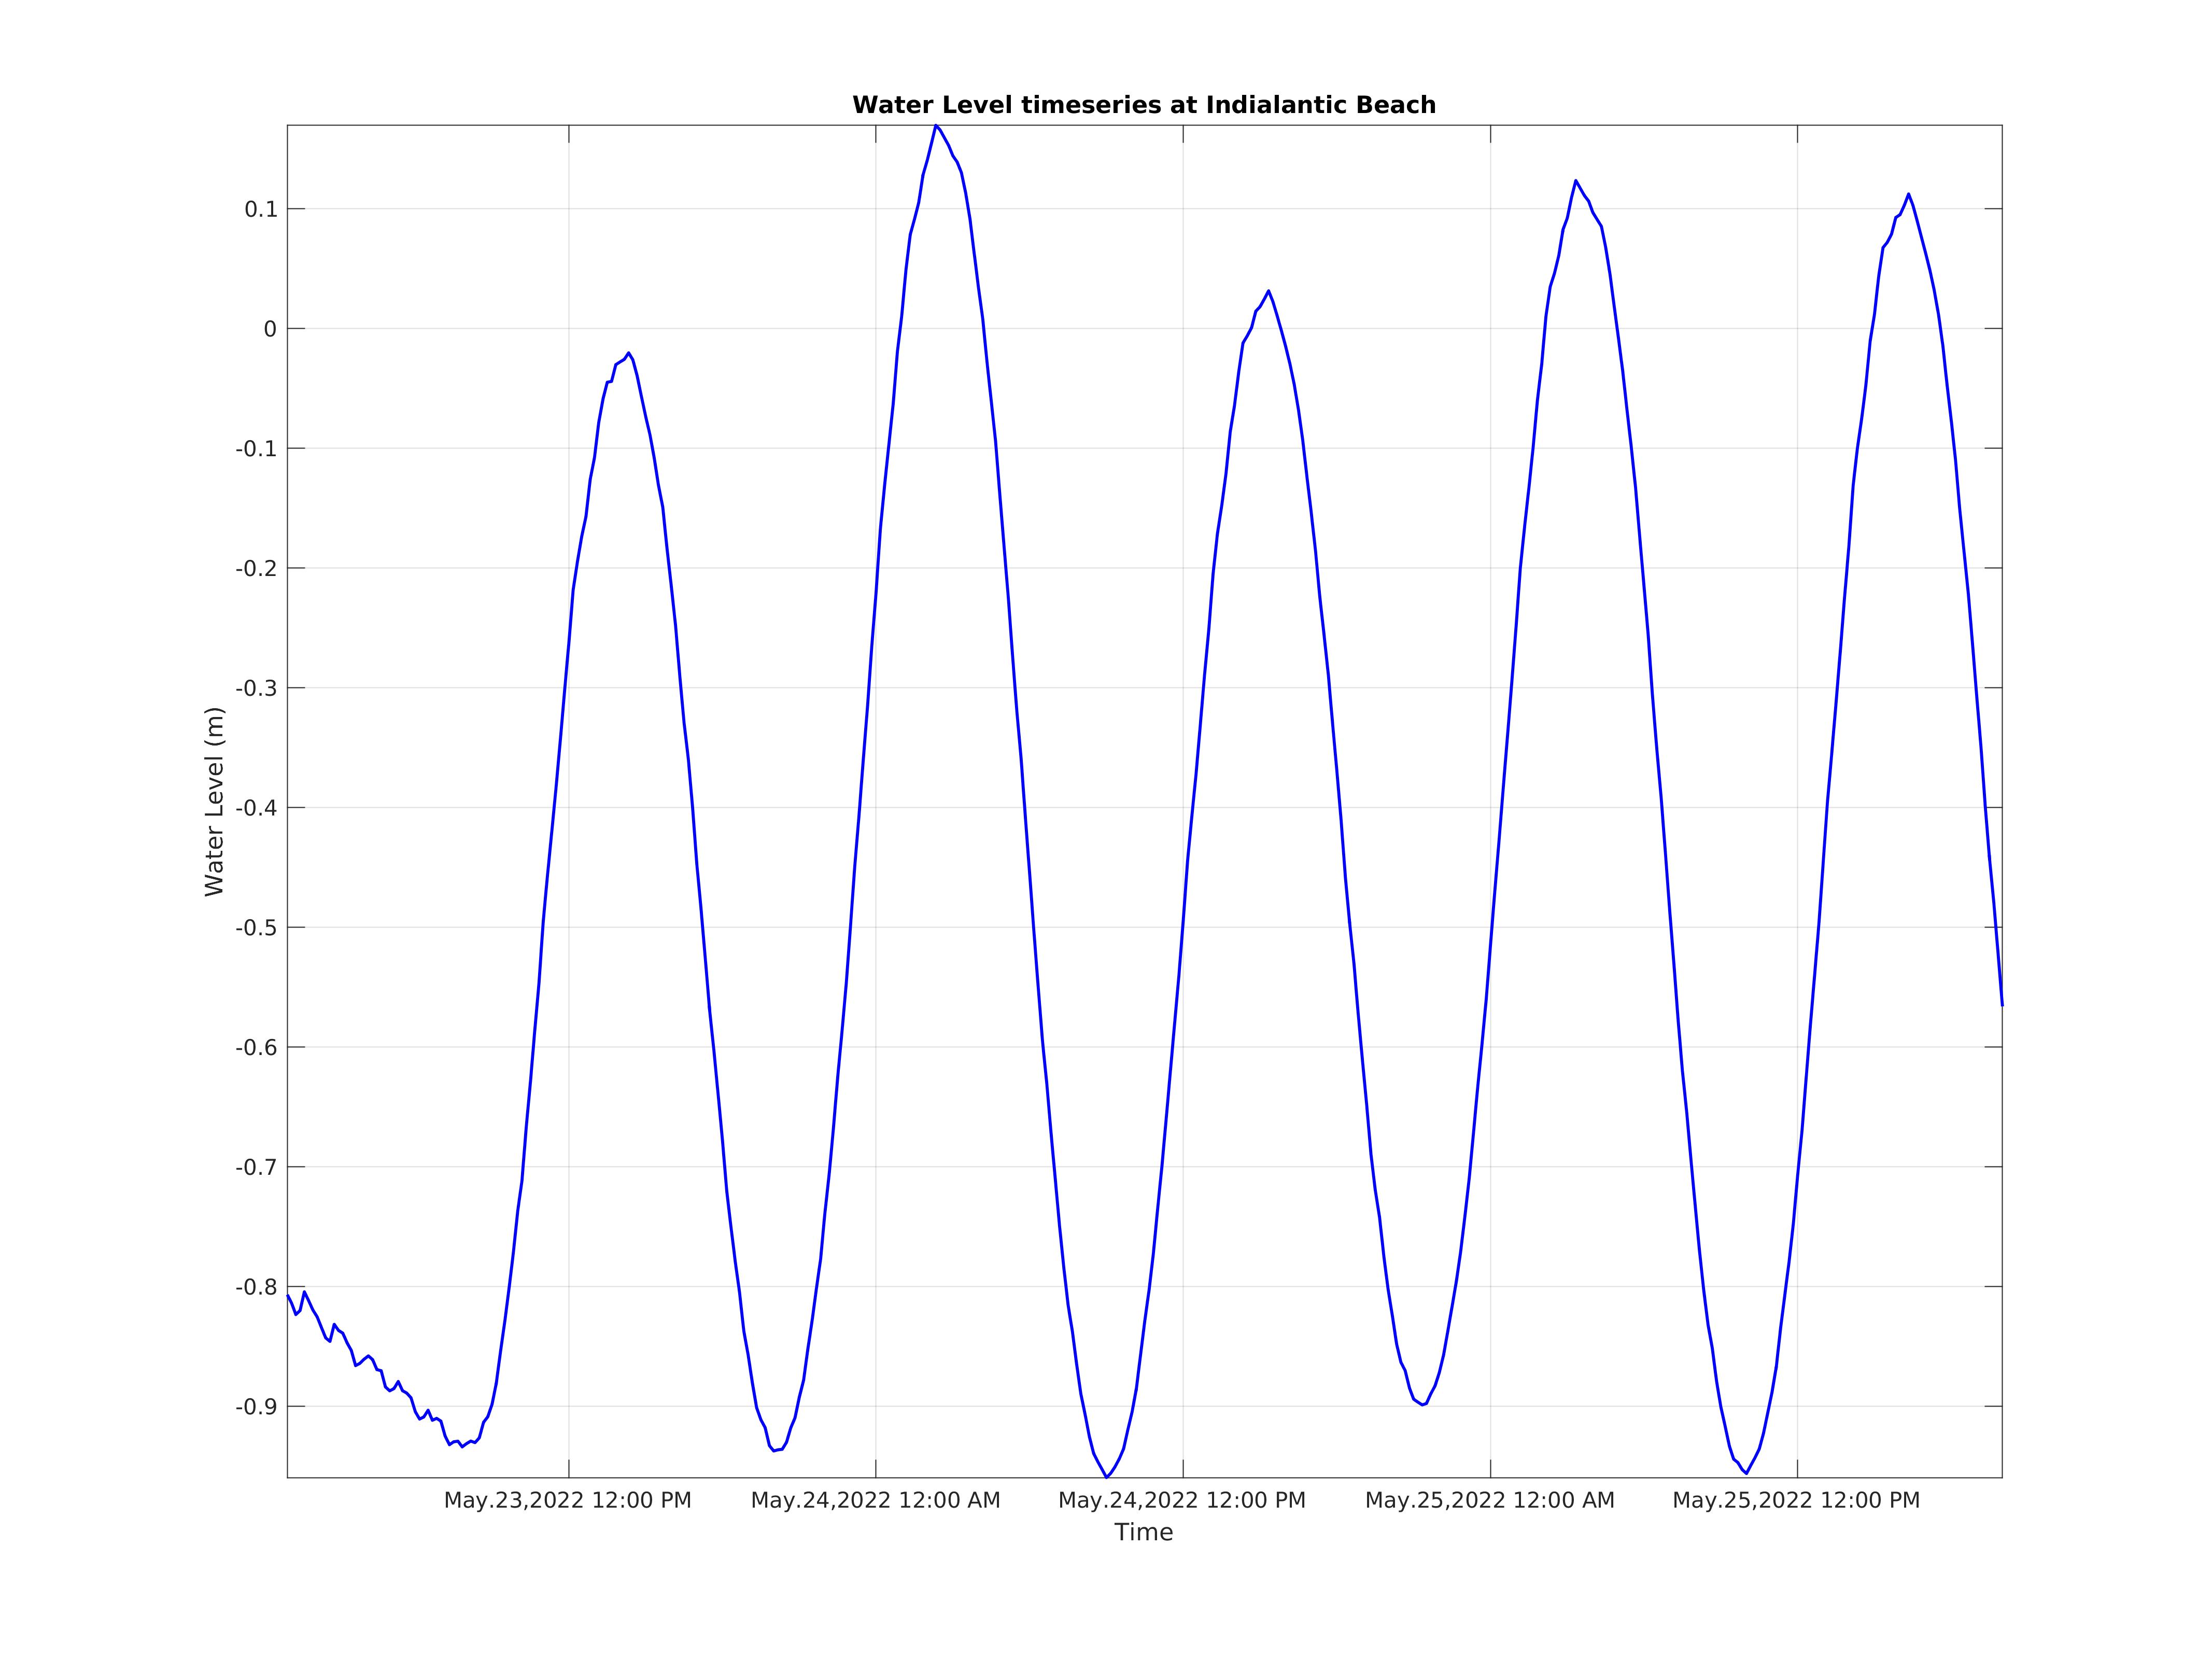 Water Level timeseries at Indialantic Beach
0.1
0
-0.1
-0.2
-0.3
-0.4
-0.5
-0.6
-0.7
-0.8
-0.9
Water Level (m)
May.23,2022 12:00 PM
May.24,2022 12:00 AM
May.24,2022 12:00 PM
May.25,2022 12:00 AM
May.25,2022 12:00 PM
Time